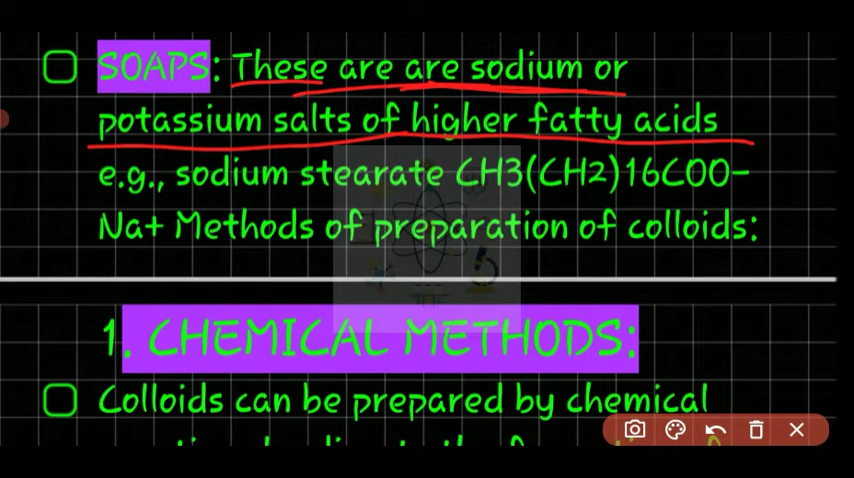 SOAPS: These are are sodium or
potassium salts of higher fatty acids
e.g., sodium stearate CH3(CH2)16COO-
Na+ Methods of preparation of colloids:
1. CHEMICAL METHODS:
Colloids can be prepared by chemical